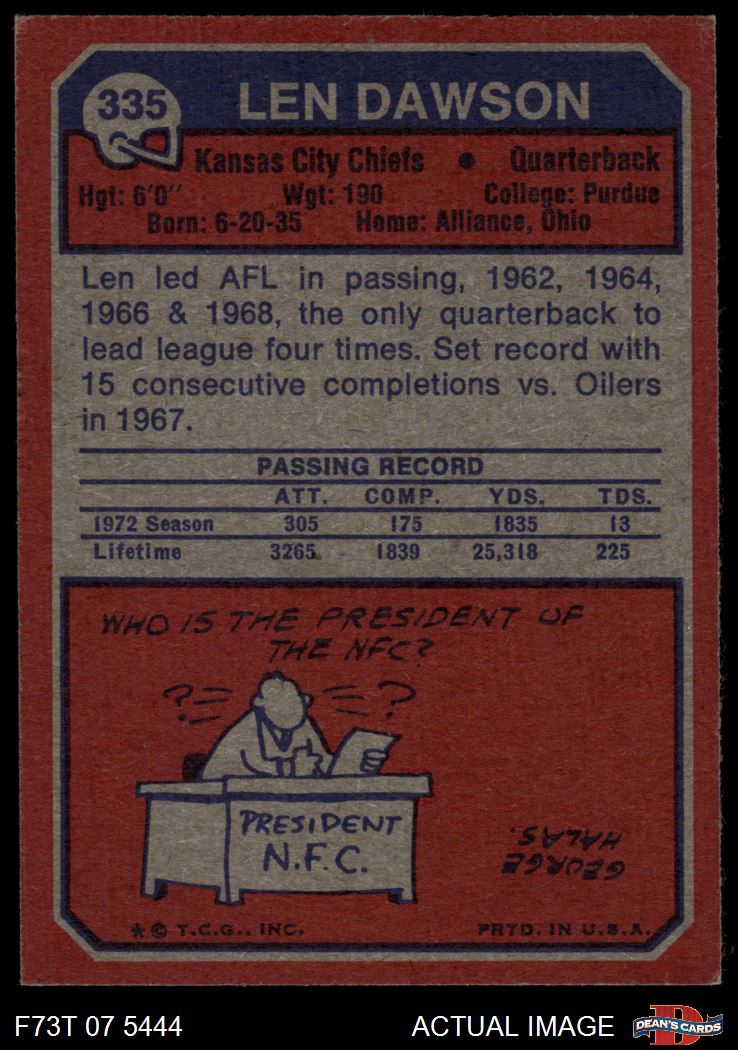 335 LEN DAWSON
Kansas City Chiefs • Quarterback
Hgt: 6'0" Wgt: 190 College: Purdue
Born: 6-20-35 Home: Alliance, Ohio
Len led AFL in passing, 1962, 1964,
1966 & 1968, the only quarterback to
lead league four times. Set record with
15 consecutive completions vs. Oilers
in 1967.
PASSING RECORD
ATT. COMP. YDS. TDS.
1972 Season 305 175 1835 13
Lifetime 3265 1839 25,318 225
WHO IS THE PRESIDENT OF
THE NFC?
? ?
PRESIDENT
N.F.C.
GEORGE
HALAS.
* © T.C.G., INC. PRTD. IN U.S.A.
F73T 07 5444 ACTUAL IMAGE D DEAN'S CARDS